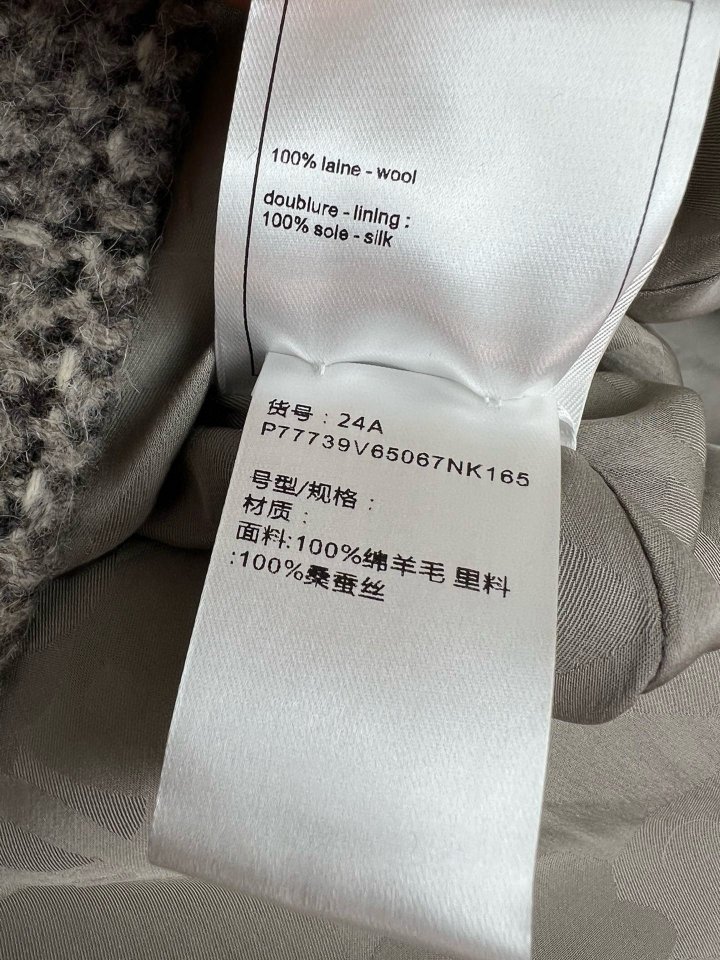 100% laine - wool
doublure - lining :
100% soie - silk
货号 : 24A
P77739V65067NK165
号型/规格 :
材质 :
面料:100%绵羊毛 里料
:100%桑蚕丝